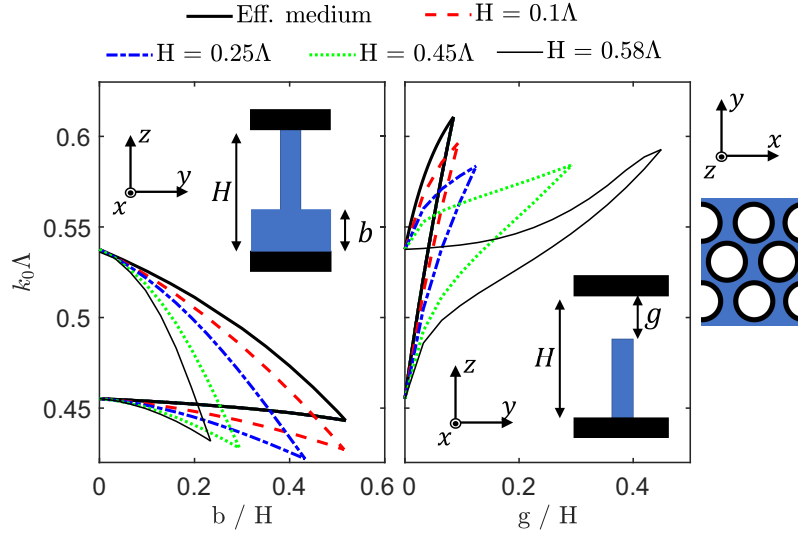 Eff. medium H = 0.1Λ
H = 0.25Λ H = 0.45Λ H = 0.58Λ
0.6
0.55
0.5
0.45
k₀Λ
z
y
x
H
b
0 0.2 0.4 0.6
b / H
z
y
x
H
g
0 0.2 0.4
g / H
y
x
z